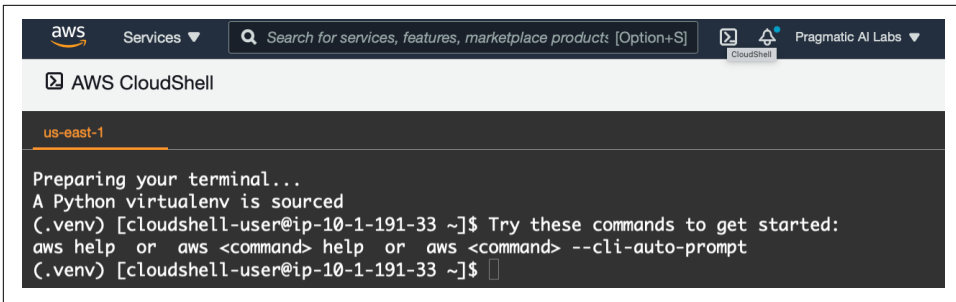 aws Services ▼ Search for services, features, marketplace products [Option+S] Pragmatic AI Labs ▼
CloudShell
AWS CloudShell
us-east-1
Preparing your terminal...
A Python virtualenv is sourced
(.venv) [cloudshell-user@ip-10-1-191-33 ~]$ Try these commands to get started:
aws help or aws <command> help or aws <command> --cli-auto-prompt
(.venv) [cloudshell-user@ip-10-1-191-33 ~]$